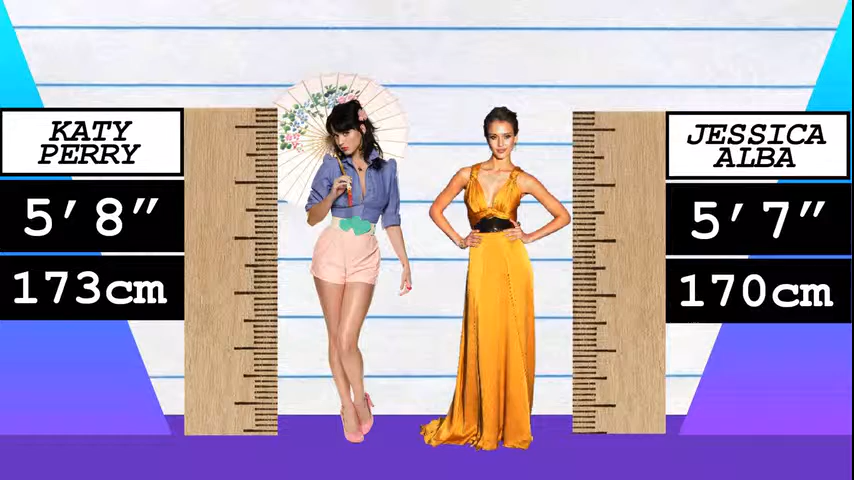 KATY
PERRY
5'8"
173cm
JESSICA
ALBA
5'7"
170cm